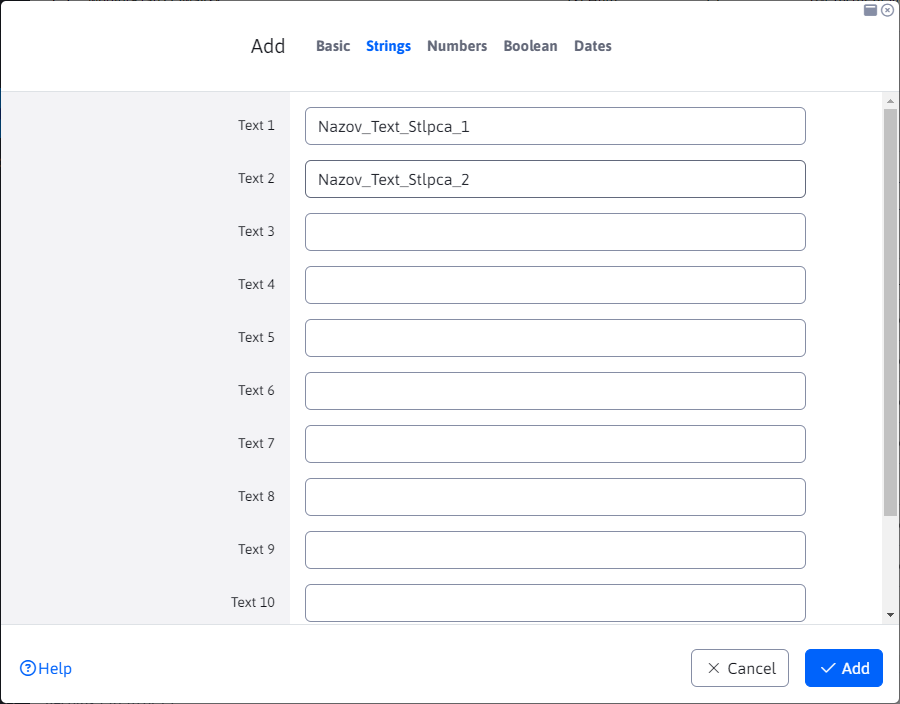 Add Basic Strings Numbers Boolean Dates
Text 1 Nazov_Text_Stlpca_1
Text 2 Nazov_Text_Stlpca_2
Text 3
Text 4
Text 5
Text 6
Text 7
Text 8
Text 9
Text 10
Help Cancel Add